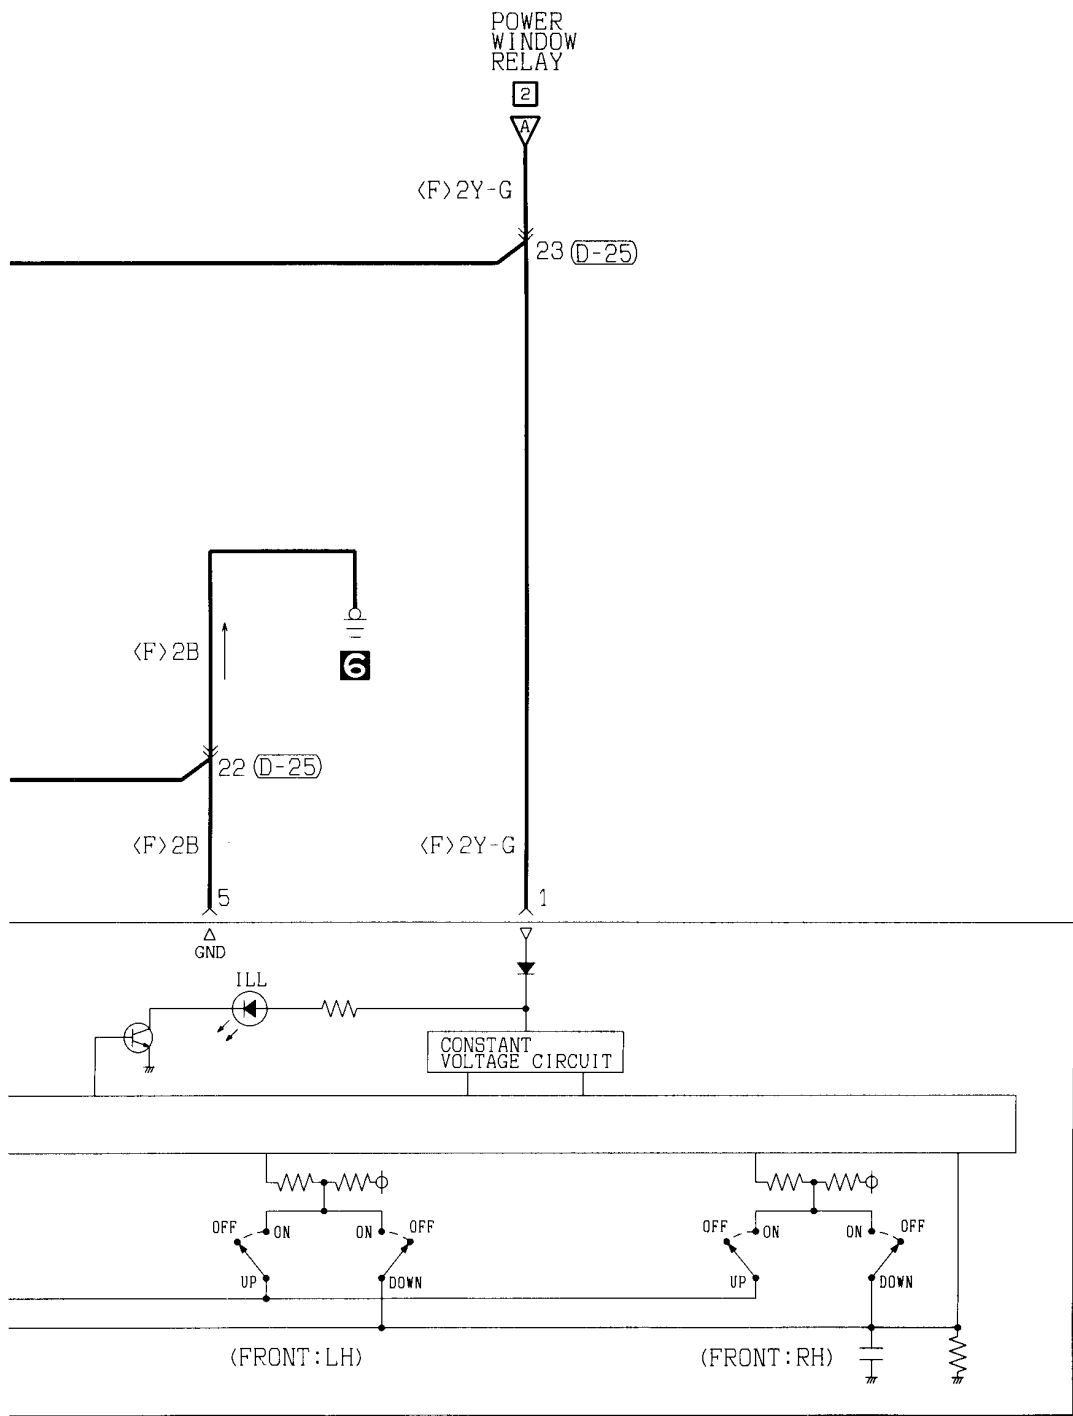 POWER
WINDOW
RELAY
2
A
<F>2Y-G
23 (D-25)
<F>2B
6
22 (D-25)
<F>2B
<F>2Y-G
5
1
GND
ILL
CONSTANT
VOLTAGE CIRCUIT
OFF ON ON OFF OFF ON ON OFF
UP DOWN UP DOWN
(FRONT:LH) (FRONT:RH)